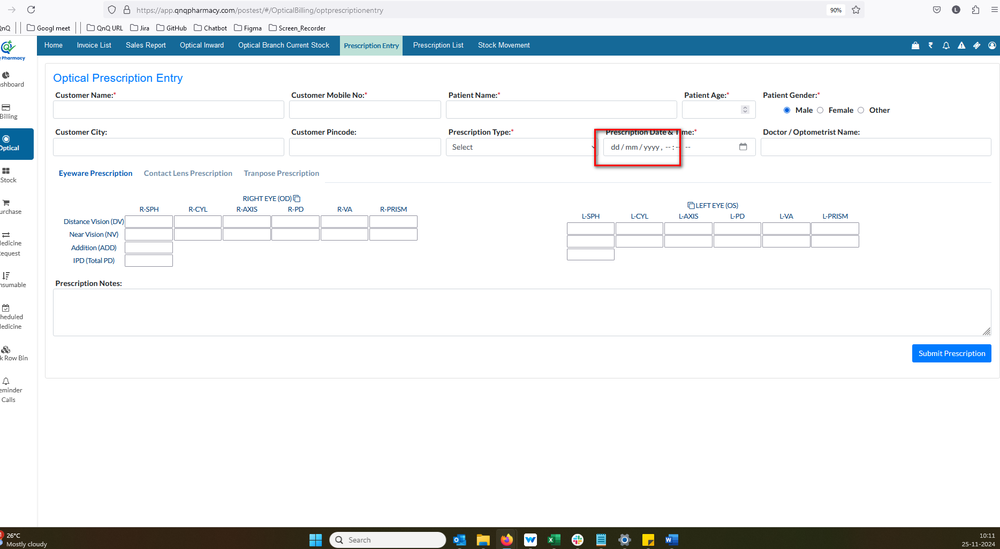 https://app.qnqpharmacy.com/postest/#/OpticalBilling/optprescriptionentry
90%
L
QnQ
Googl meet
QnQ URL
Jira
GitHub
Chatbot
Figma
Screen_Recorder
Pharmacy
Home
Invoice List
Sales Report
Optical Inward
Optical Branch Current Stock
Prescription Entry
Prescription List
Stock Movement
shboard
Billing
Optical
Stock
urchase
edicine
equest
nsumable
heduled
edicine
k Row Bin
eminder
Calls
Optical Prescription Entry
Customer Name:*
Customer Mobile No:*
Patient Name:*
Patient Age:*
Patient Gender:*
Male
Female
Other
Customer City:
Customer Pincode:
Prescription Type:*
Prescription Date & Time:*
Doctor / Optometrist Name:
Select
dd/mm/yyyy, --:-- --
Eyeware Prescription
Contact Lens Prescription
Tranpose Prescription
RIGHT EYE (OD)
R-SPH R-CYL R-AXIS R-PD R-VA R-PRISM
Distance Vision (DV)
Near Vision (NV)
Addition (ADD)
IPD (Total PD)
LEFT EYE (OS)
L-SPH L-CYL L-AXIS L-PD L-VA L-PRISM
Prescription Notes:
Submit Prescription
26°C
Mostly cloudy
Search
10:11
25-11-2024